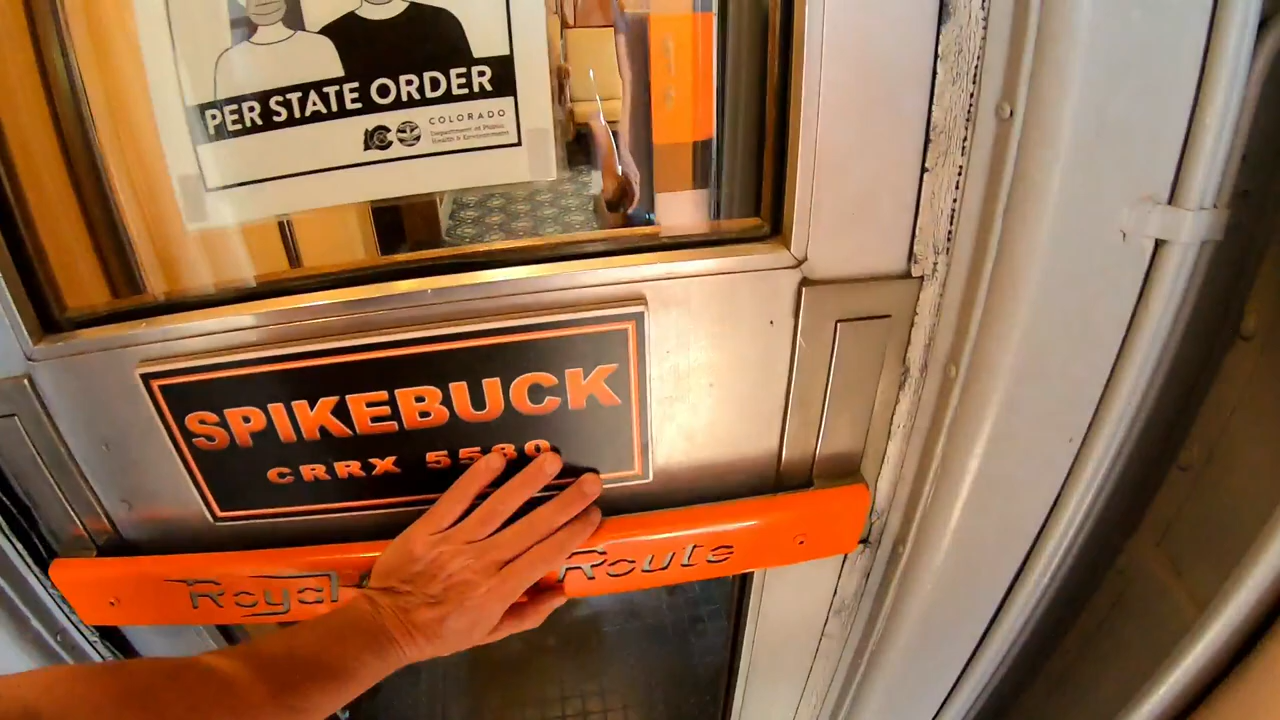 PER STATE ORDER
COLORADO
Department of Public
Health & Environment
SPIKEBUCK
CRRX 5580
Royal Route